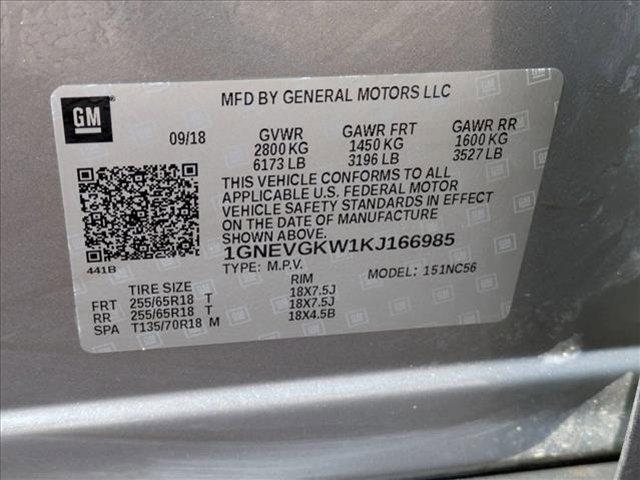 GM
MFD BY GENERAL MOTORS LLC
09/18 GVWR GAWR FRT GAWR RR
2800 KG 1450 KG 1600 KG
6173 LB 3196 LB 3527 LB
THIS VEHICLE CONFORMS TO ALL
APPLICABLE U.S. FEDERAL MOTOR
VEHICLE SAFETY STANDARDS IN EFFECT
ON THE DATE OF MANUFACTURE
SHOWN ABOVE.
1GNEVGKW1KJ166985
441B TYPE: M.P.V. MODEL: 151NC56
TIRE SIZE RIM
FRT 255/65R18 T 18X7.5J
RR 255/65R18 T 18X7.5J
SPA T135/70R18 M 18X4.5B